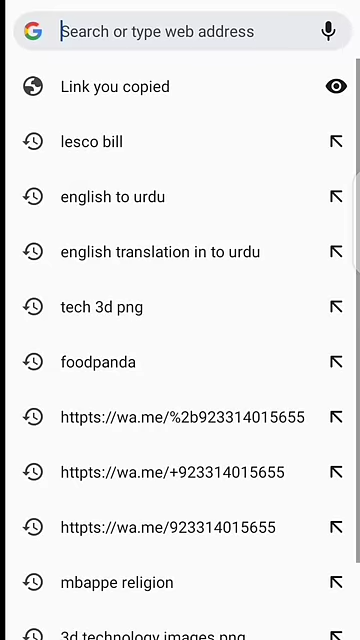 Search or type web address
Link you copied
lesco bill
english to urdu
english translation in to urdu
tech 3d png
foodpanda
httpts://wa.me/%2b923314015655
httpts://wa.me/+923314015655
https://wa.me/923314015655
mbappe religion
3d technology images png